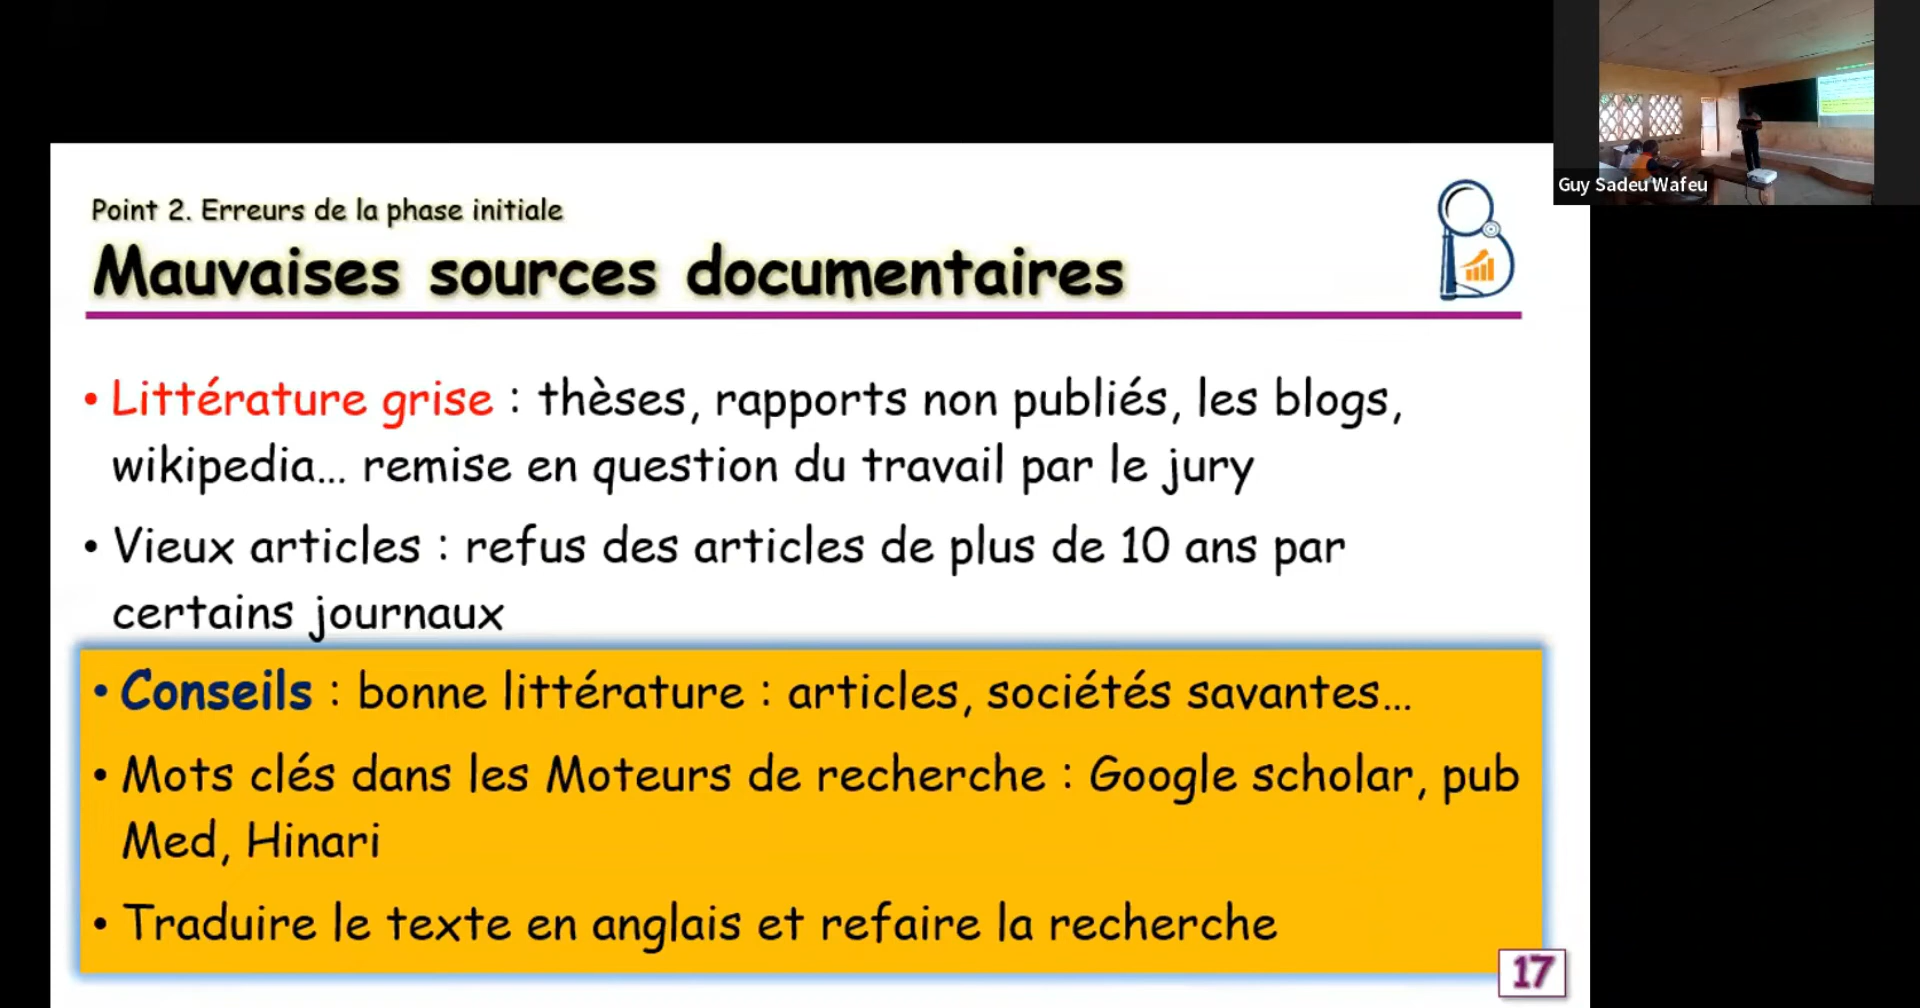 Guy Sadeu Wafeu
Point 2. Erreurs de la phase initiale
Mauvaises sources documentaires
• Littérature grise : thèses, rapports non publiés, les blogs,
wikipedia... remise en question du travail par le jury
• Vieux articles : refus des articles de plus de 10 ans par
certains journaux
• Conseils : bonne littérature : articles, sociétés savantes...
• Mots clés dans les Moteurs de recherche : Google scholar, pub
Med, Hinari
• Traduire le texte en anglais et refaire la recherche
17